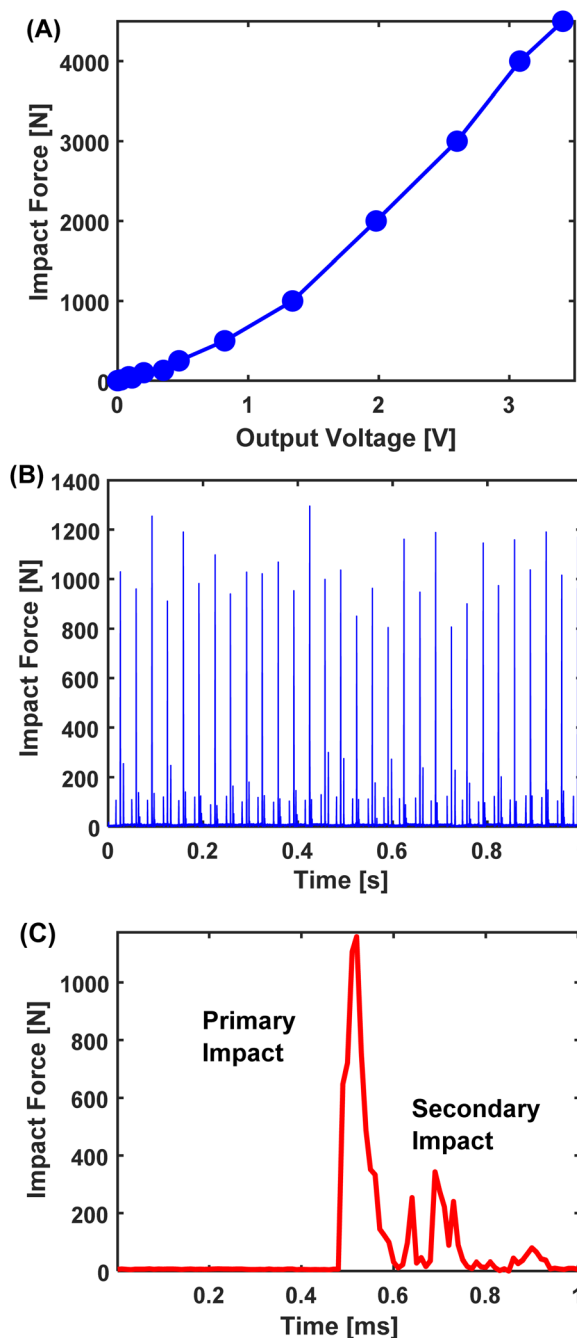 (A)
Impact Force [N]
4000
3000
2000
1000
0
0 1 2 3
Output Voltage [V]
(B)
Impact Force [N]
1400
1200
1000
800
600
400
200
0
0 0.2 0.4 0.6 0.8
Time [s]
(C)
Impact Force [N]
1000
800
600
400
200
0
Primary
Impact
Secondary
Impact
0.2 0.4 0.6 0.8 1
Time [ms]